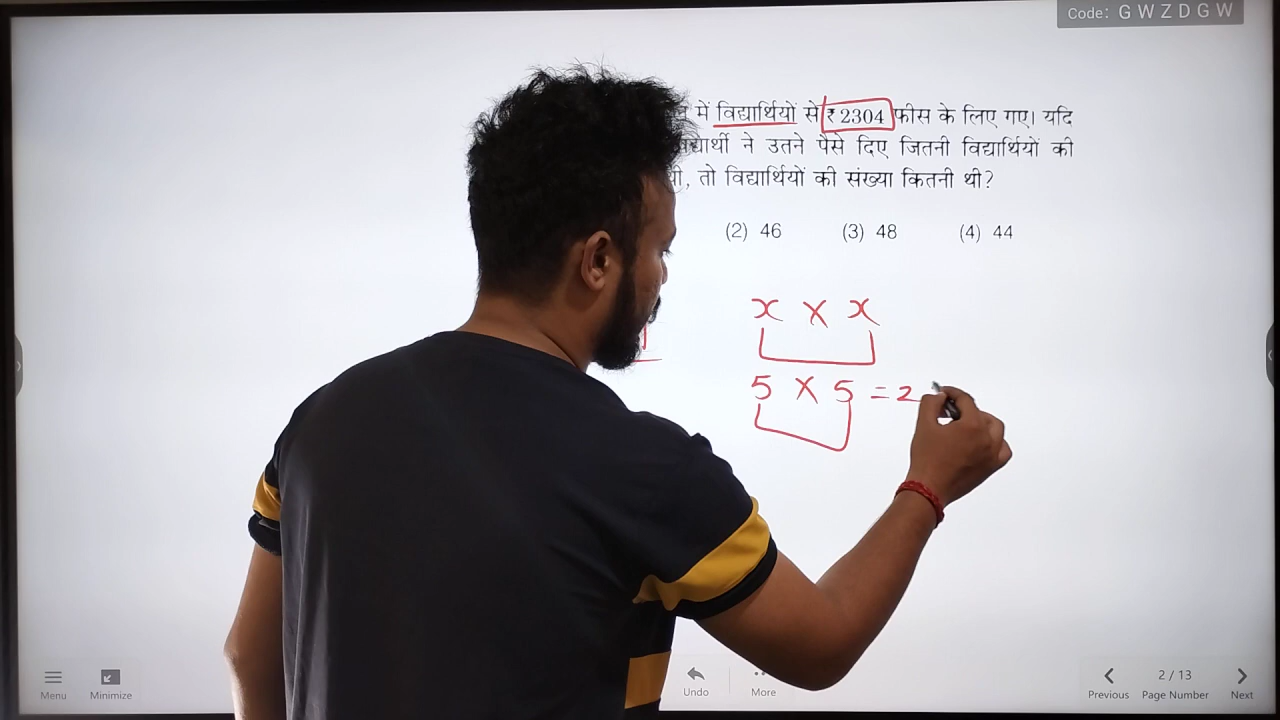 Code: G W Z D G W
में विद्यार्थियों से ₹2304 फीस के लिए गए। यदि
ने उतने पैसे दिए जितनी विद्यार्थियों की
तो विद्यार्थियों की संख्या कितनी थी?
(2) 46 (3) 48 (4) 44
x X x
5 X 5 = 2
Menu Minimize Undo More Previous 2 / 13 Page Number Next